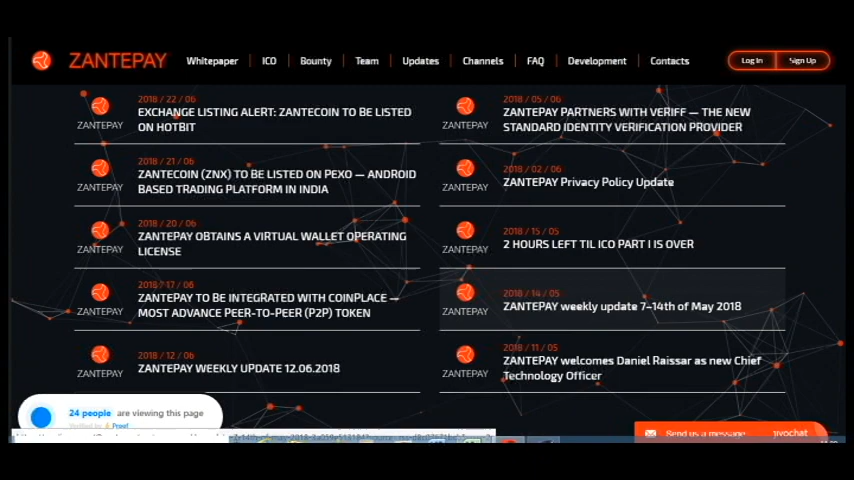 ZANTEPAY
Whitepaper
ICO
Bounty
Team
Updates
Channels
FAQ
Development
Contacts
Log In
Sign Up
2018 / 22 / 06
EXCHANGE LISTING ALERT: ZANTECOIN TO BE LISTED
ON HOTBIT
ZANTEPAY
2018 / 21 / 06
ZANTECOIN (ZNX) TO BE LISTED ON PEXO — ANDROID
BASED TRADING PLATFORM IN INDIA
ZANTEPAY
2018 / 20 / 06
ZANTEPAY OBTAINS A VIRTUAL WALLET OPERATING
LICENSE
ZANTEPAY
2018 / 17 / 06
ZANTEPAY TO BE INTEGRATED WITH COINPLACE —
MOST ADVANCE PEER-TO-PEER (P2P) TOKEN
ZANTEPAY
2018 / 12 / 06
ZANTEPAY WEEKLY UPDATE 12.06.2018
ZANTEPAY
2018 / 05 / 06
ZANTEPAY PARTNERS WITH VERIFF — THE NEW
STANDARD IDENTITY VERIFICATION PROVIDER
ZANTEPAY
2018 / 02 / 06
ZANTEPAY Privacy Policy Update
ZANTEPAY
2018 / 15 / 05
2 HOURS LEFT TIL ICO PART I IS OVER
ZANTEPAY
2018 / 14 / 05
ZANTEPAY weekly update 7–14th of May 2018
ZANTEPAY
2018 / 11 / 05
ZANTEPAY welcomes Daniel Raissar as new Chief
Technology Officer
ZANTEPAY
24 people are viewing this page
Verified by Proof
Send us a message
jivochat